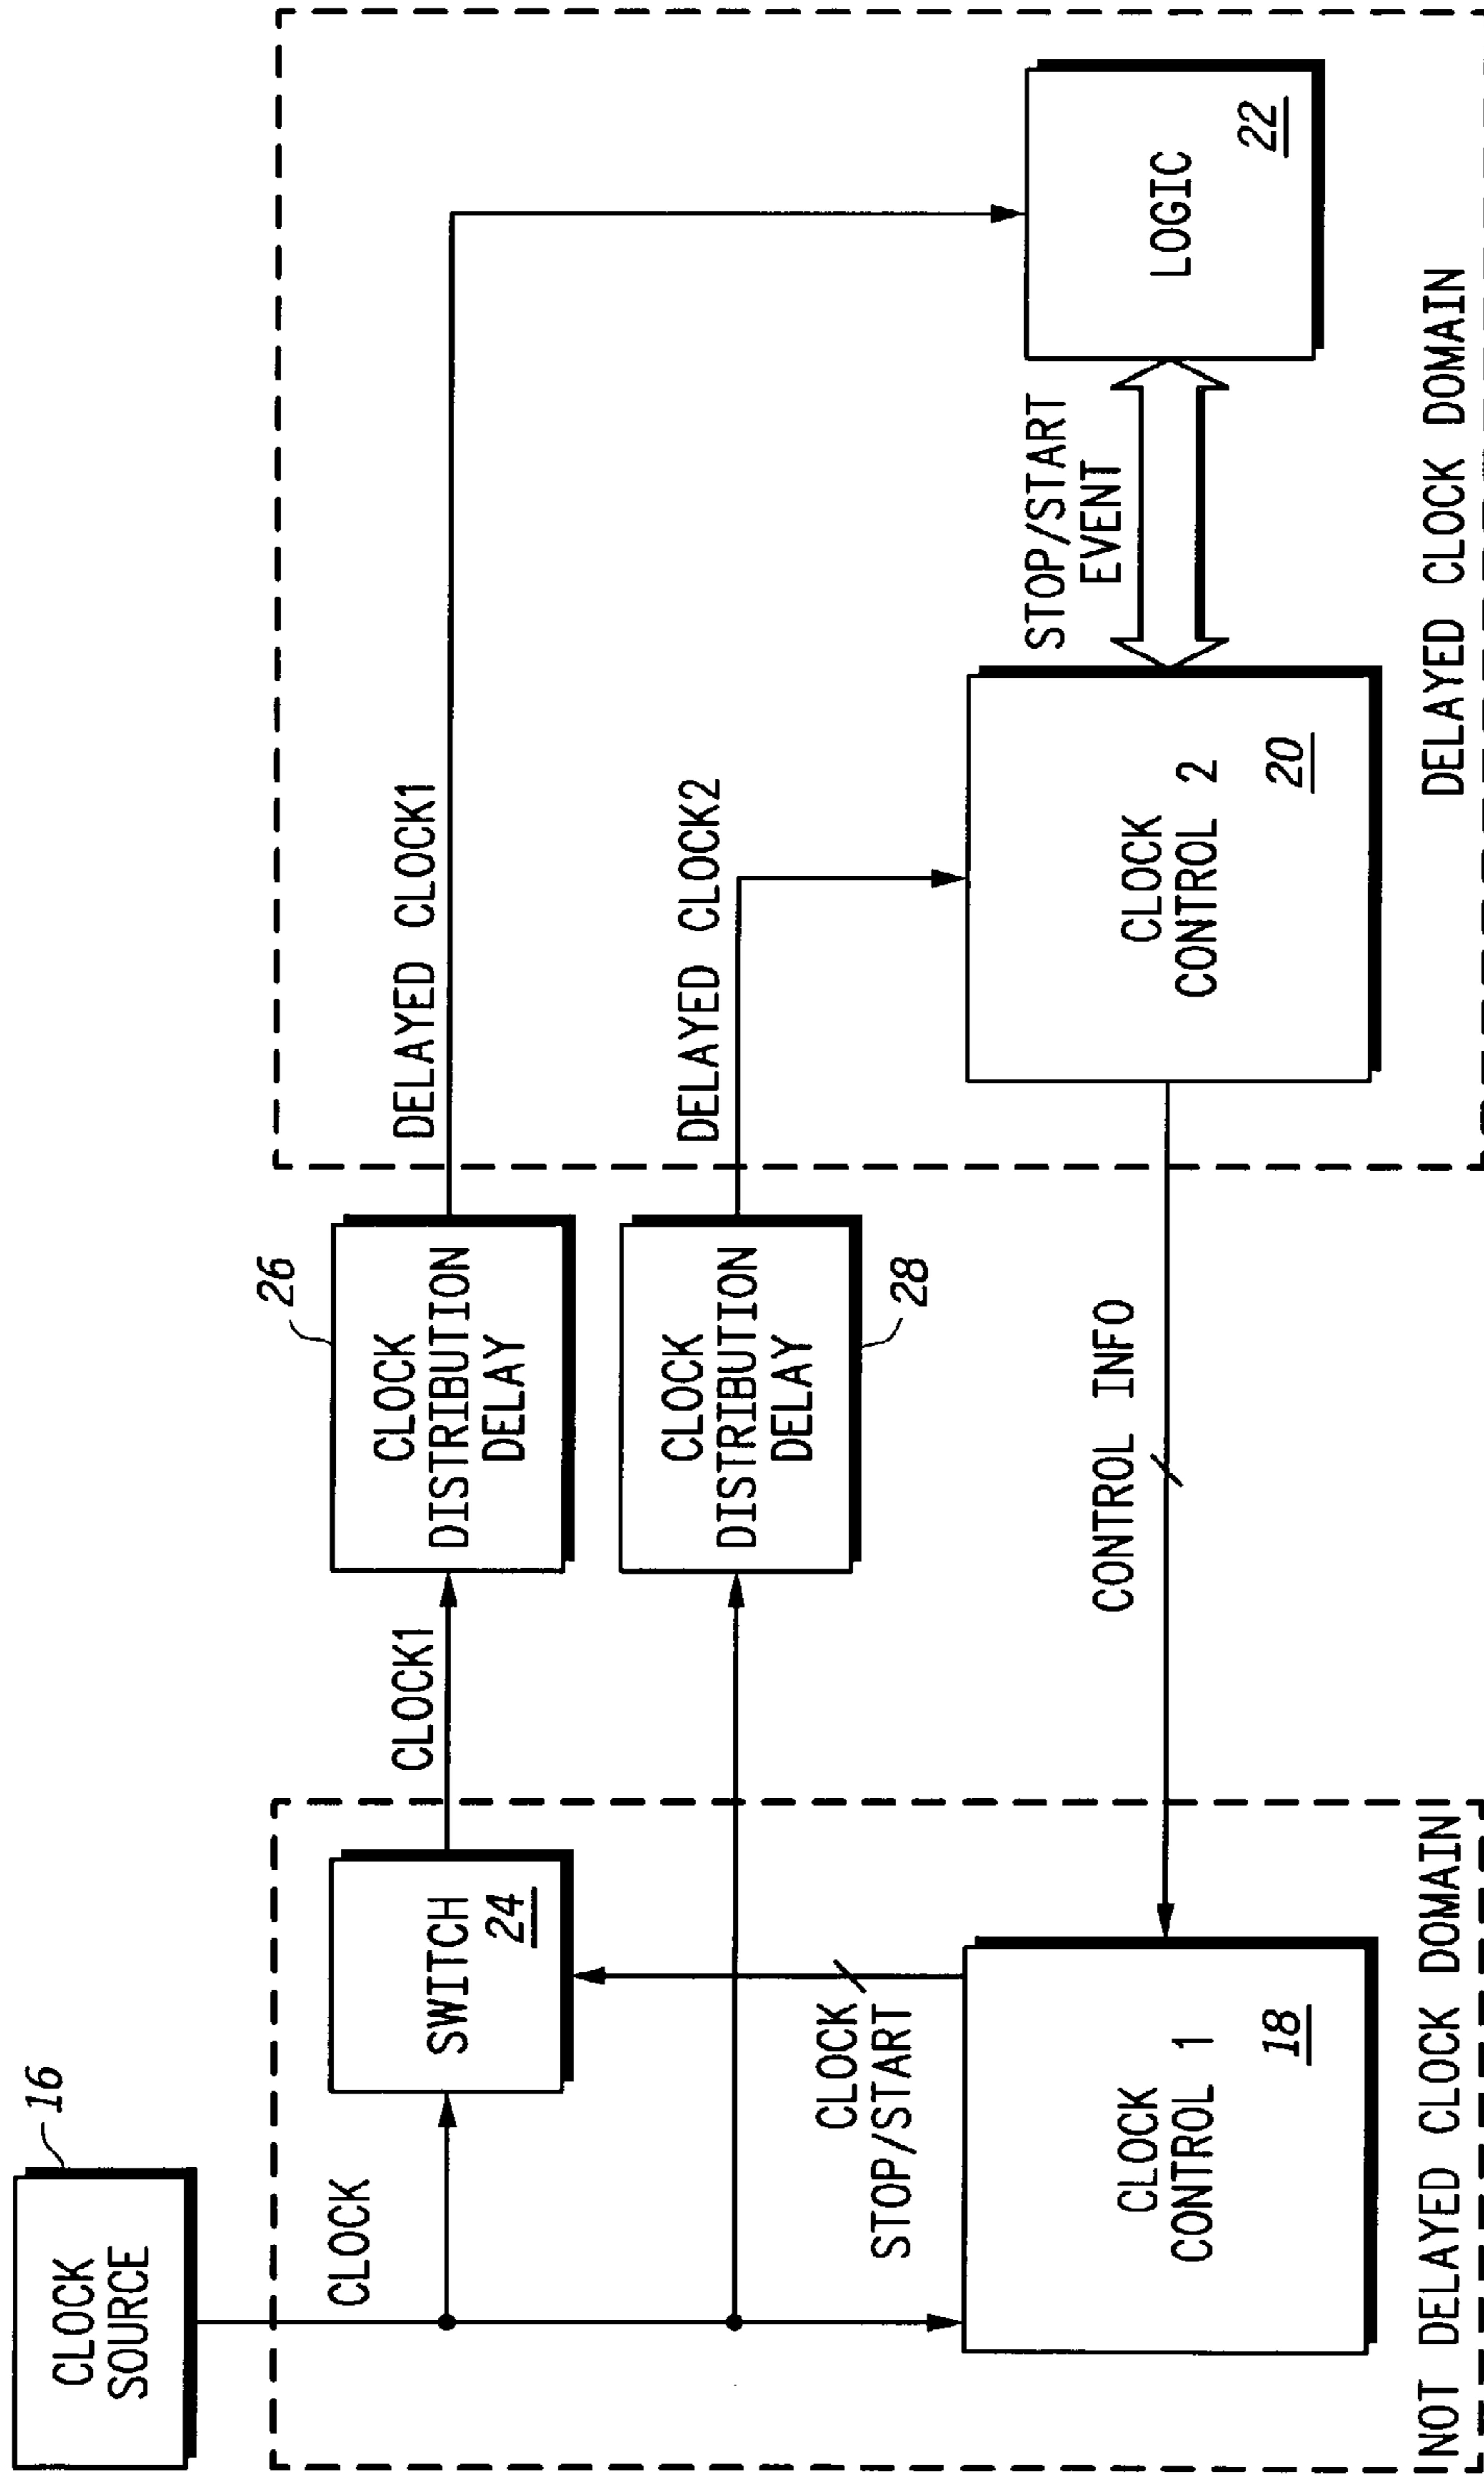 CLOCK
SOURCE
16
CLOCK
SWITCH
24
CLOCK1
26
CLOCK
DISTRIBUTION
DELAY
DELAYED CLOCK1
CLOCK
DISTRIBUTION
DELAY
28
DELAYED CLOCK2
CLOCK
STOP/START
CLOCK
CONTROL 1
18
CONTROL INFO
CLOCK
CONTROL 2
20
STOP/START
EVENT
LOGIC
22
NOT DELAYED CLOCK DOMAIN
DELAYED CLOCK DOMAIN